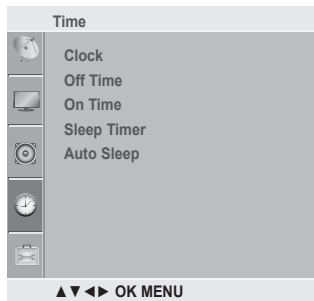 Time
Clock
Off Time
On Time
Sleep Timer
Auto Sleep
▲▼◄► OK MENU